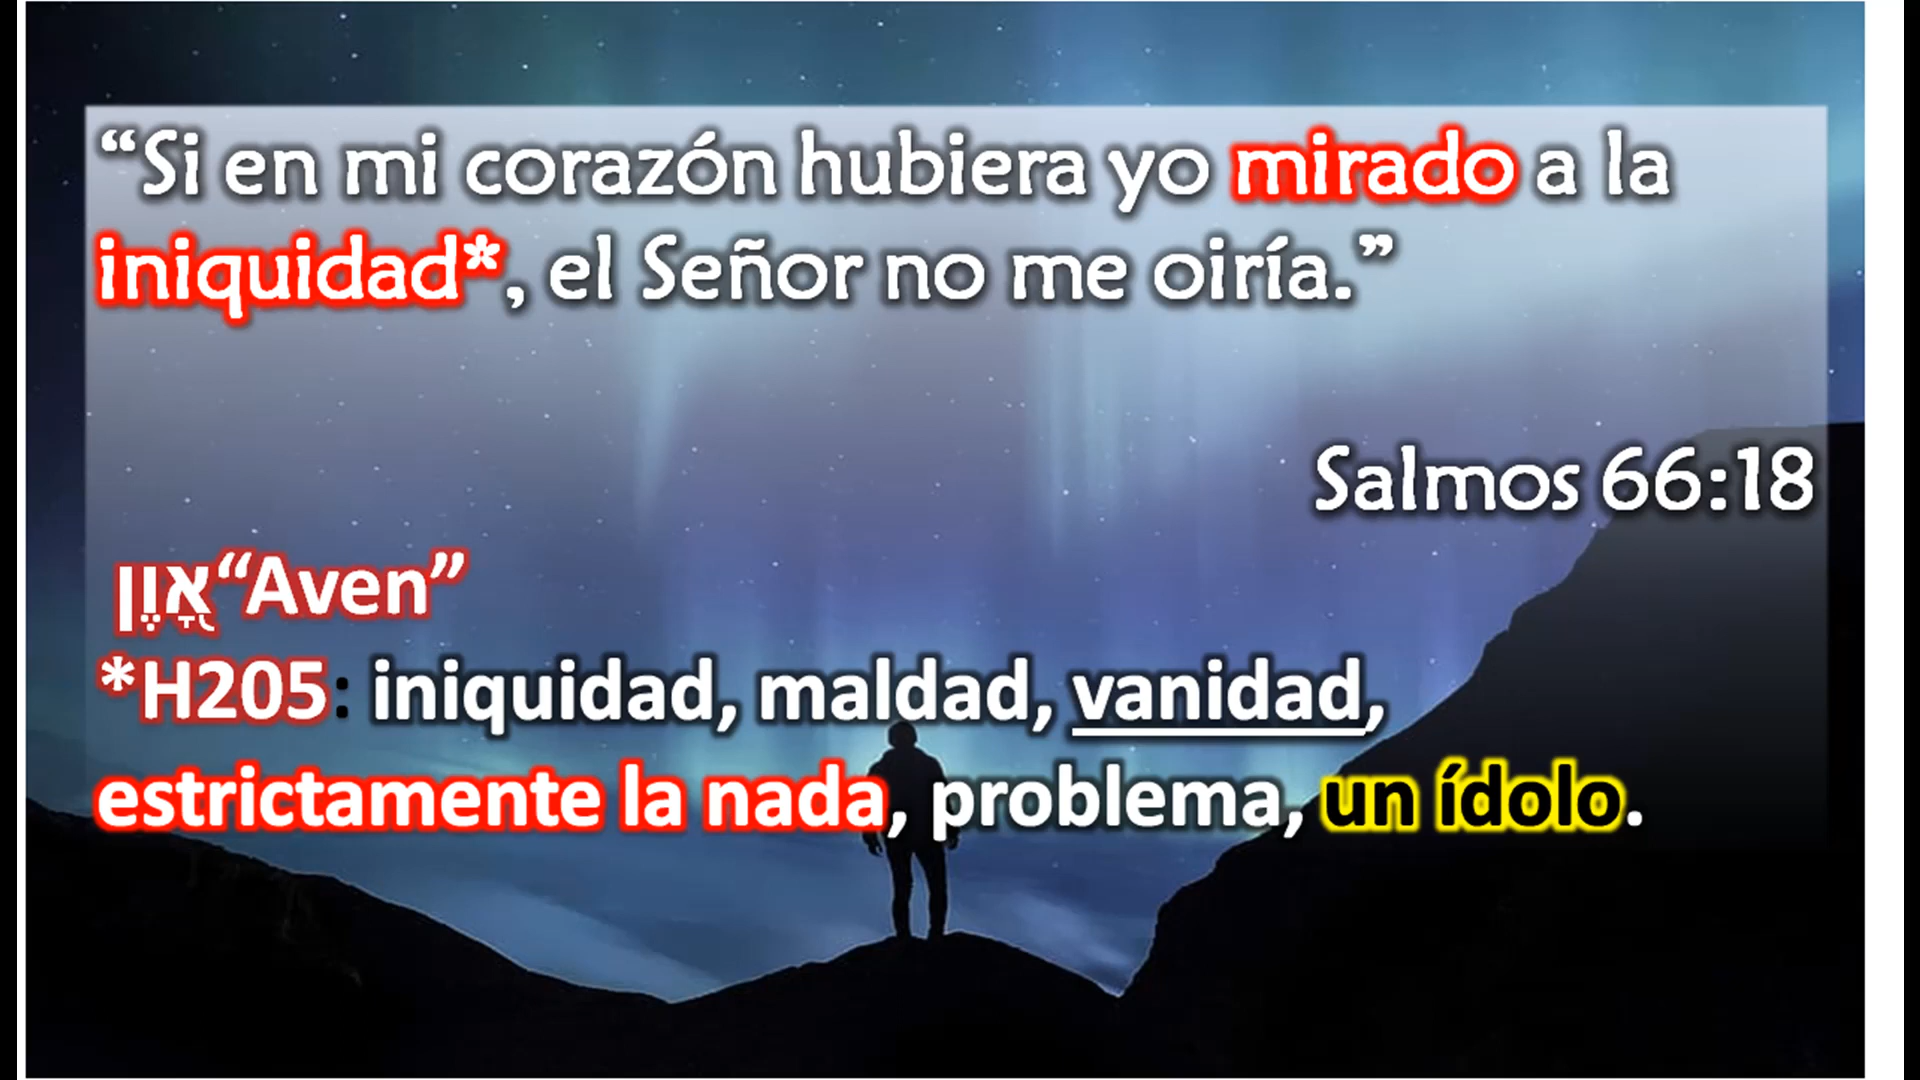 “Si en mi corazón hubiera yo mirado a la
iniquidad*, el Señor no me oiría.”
Salmos 66:18
אָ֭וֶן“Aven”
*H205: iniquidad, maldad, vanidad,
estrictamente la nada, problema, un ídolo.